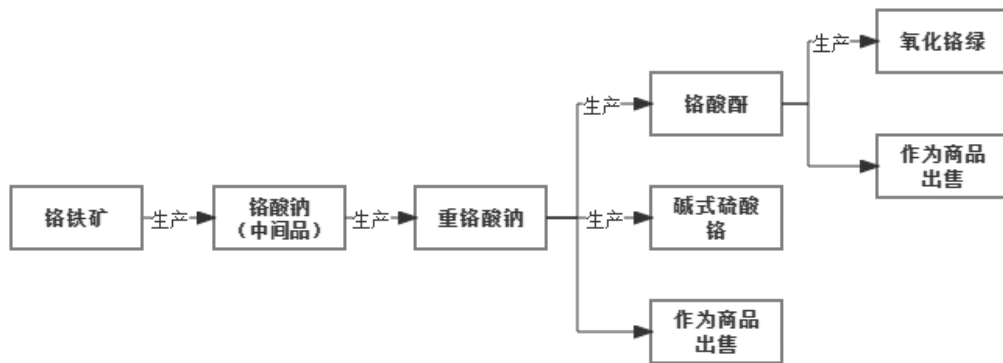 生产
氧化铬绿
生产
铬酸酐
作为商品
出售
铬铁矿
生产
铬酸钠
（中间品）
生产
重铬酸钠
生产
碱式硫酸
铬
作为商品
出售